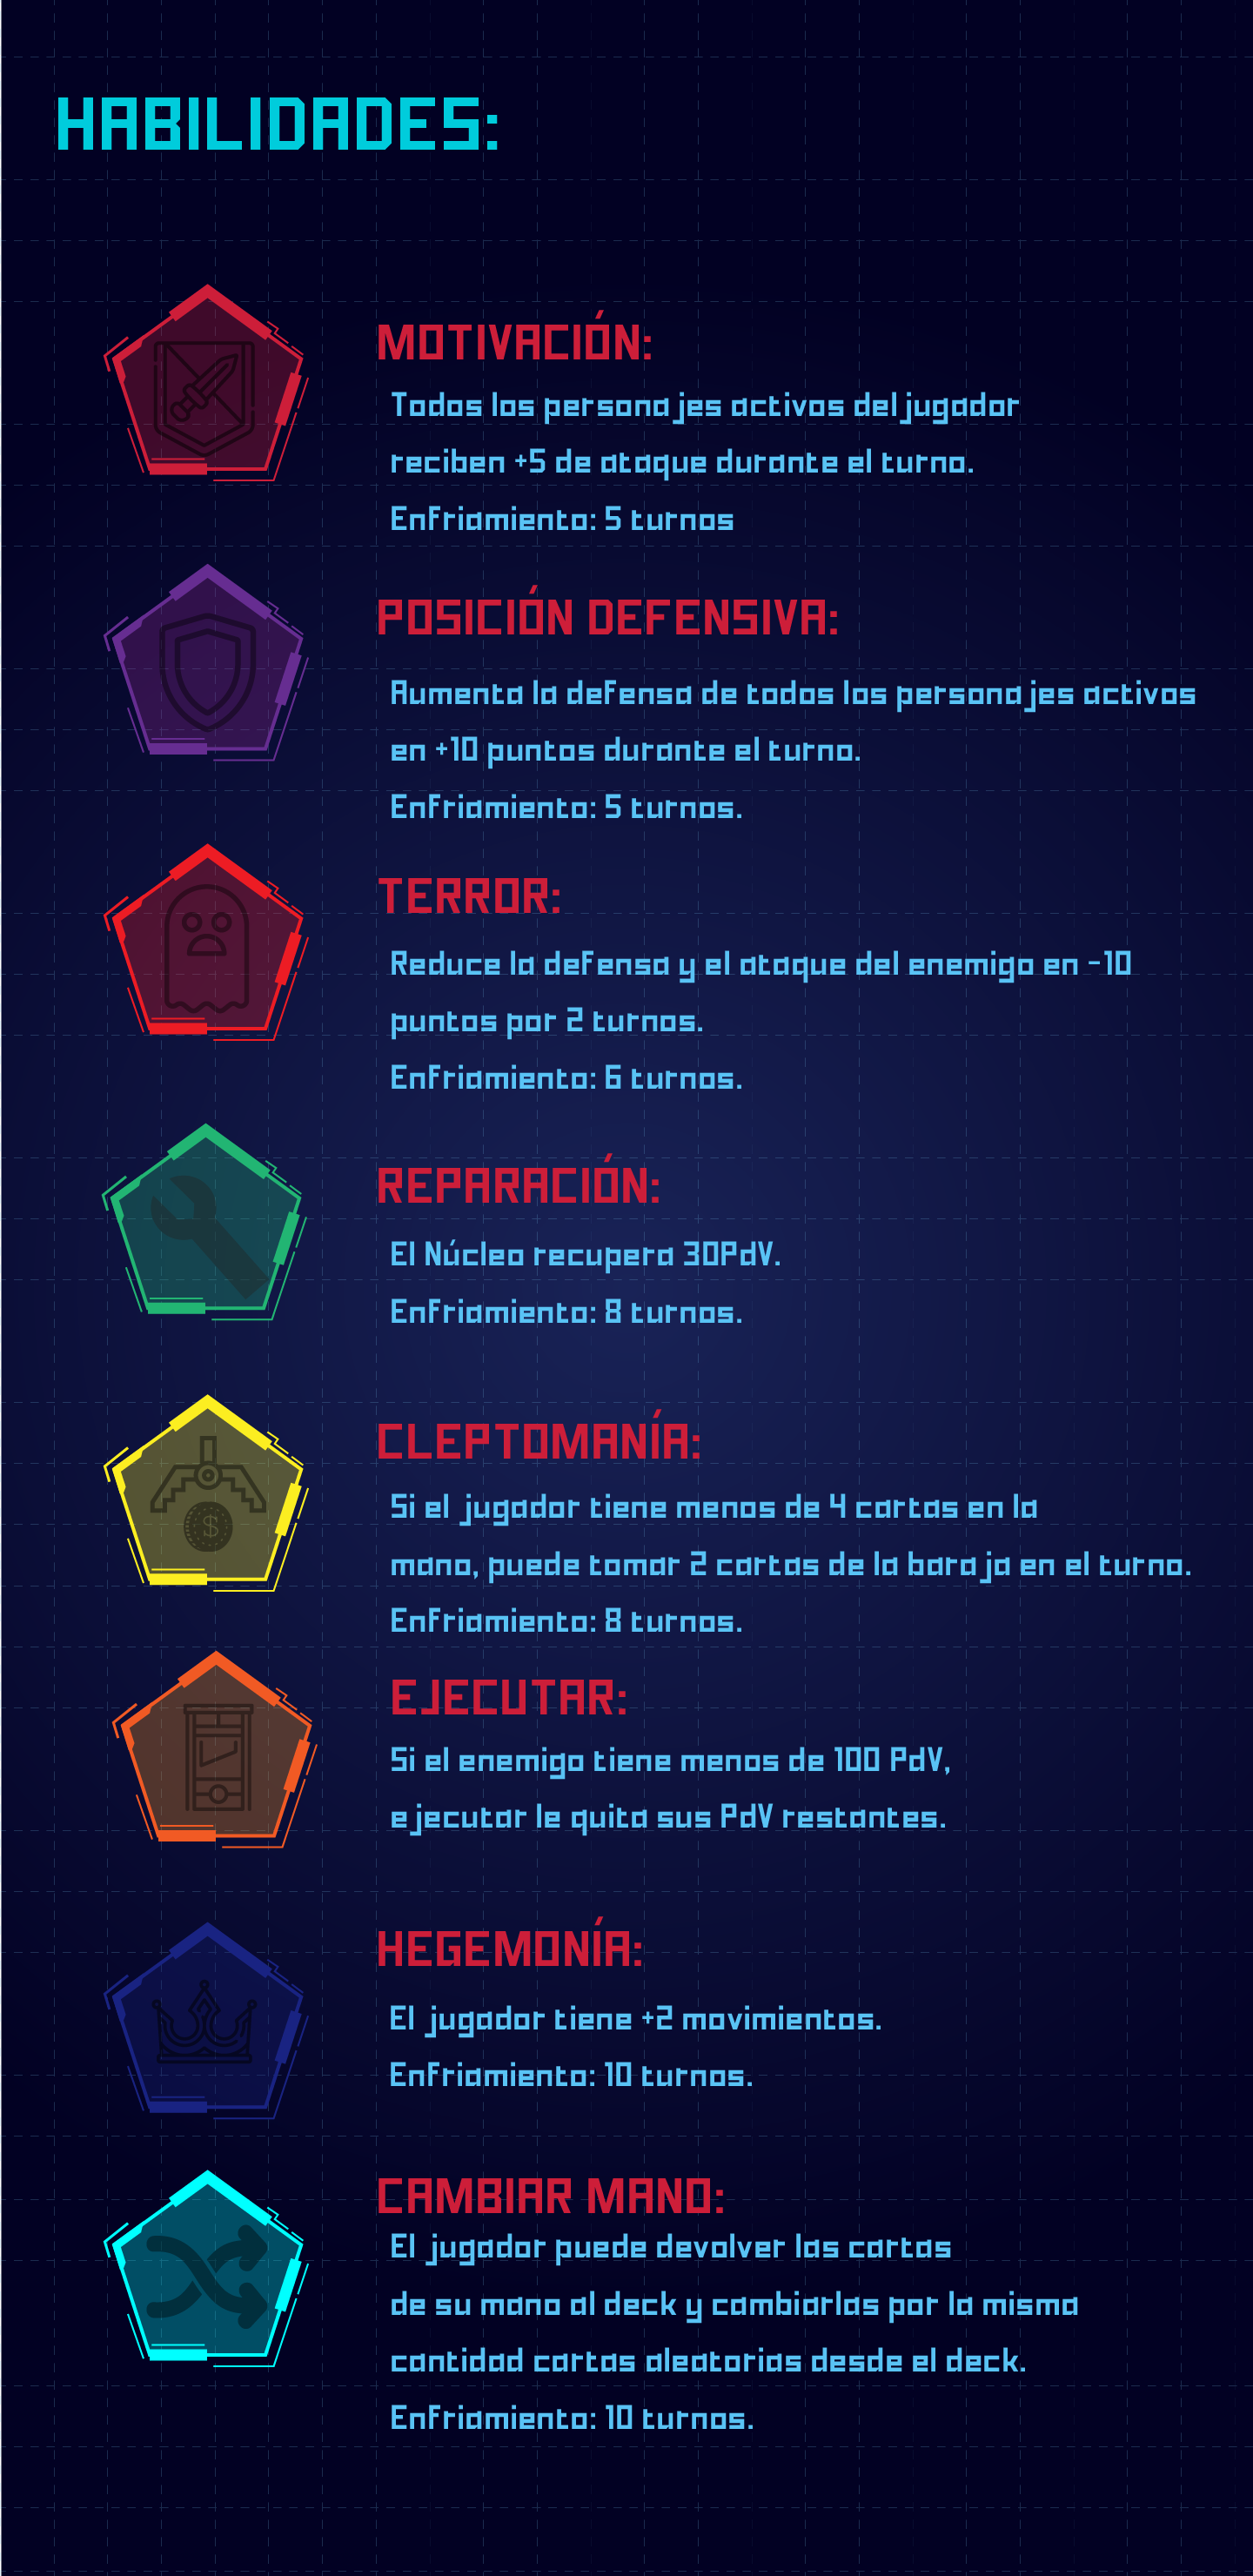 HABILIDADES:
MOTIVACIÓN:
Todos los personajes activos del jugador
reciben +5 de ataque durante el turno.
Enfriamiento: 5 turnos
POSICIÓN DEFENSIVA:
Aumenta la defensa de todos los personajes activos
en +10 puntos durante el turno.
Enfriamiento: 5 turnos.
TERROR:
Reduce la defensa y el ataque del enemigo en -10
puntos por 2 turnos.
Enfriamiento: 6 turnos.
REPARACIÓN:
El Núcleo recupera 30PdV.
Enfriamiento: 8 turnos.
CLEPTOMANÍA:
Si el jugador tiene menos de 4 cartas en la
mano, puede tomar 2 cartas de la baraja en el turno.
Enfriamiento: 8 turnos.
EJECUTAR:
Si el enemigo tiene menos de 100 PdV,
ejecutar le quita sus PdV restantes.
HEGEMONÍA:
El jugador tiene +2 movimientos.
Enfriamiento: 10 turnos.
CAMBIAR MANO:
El jugador puede devolver las cartas
de su mano al deck y cambiarlas por la misma
cantidad cartas aleatorias desde el deck.
Enfriamiento: 10 turnos.